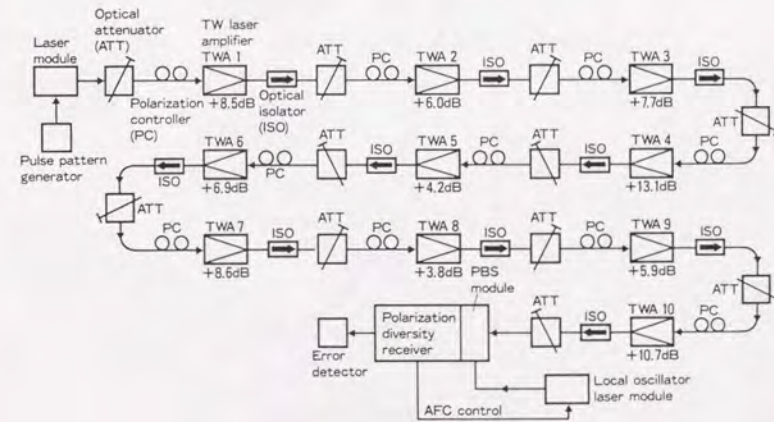 Optical
attenuator
(ATT)
Laser
module
TW laser
amplifier
TWA 1
+8.5dB
Polarization
controller
(PC)
Optical
isolator
(ISO)
Pulse pattern
generator
ATT
PC
TWA 2
+6.0dB
ISO
ATT
PC
TWA 3
+7.7dB
ISO
ATT
PC
TWA 4
+13.1dB
ISO
ATT
PC
TWA 5
+4.2dB
ISO
ATT
PC
TWA 6
+6.9dB
ISO
ATT
PC
TWA 7
+8.6dB
ISO
ATT
PC
TWA 8
+3.8dB
ISO
ATT
PC
TWA 9
+5.9dB
ISO
ATT
PC
TWA 10
+10.7dB
ISO
ATT
PBS
module
Polarization
diversity
receiver
Error
detector
Local oscillator
laser module
AFC control